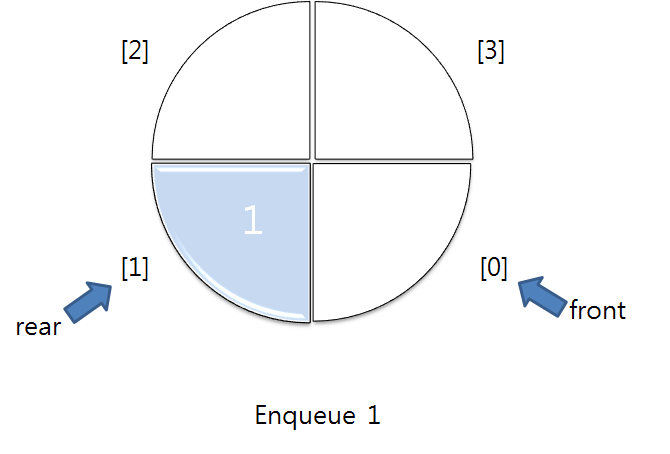 [2]
[3]
1
[1]
[0]
rear
front
Enqueue 1